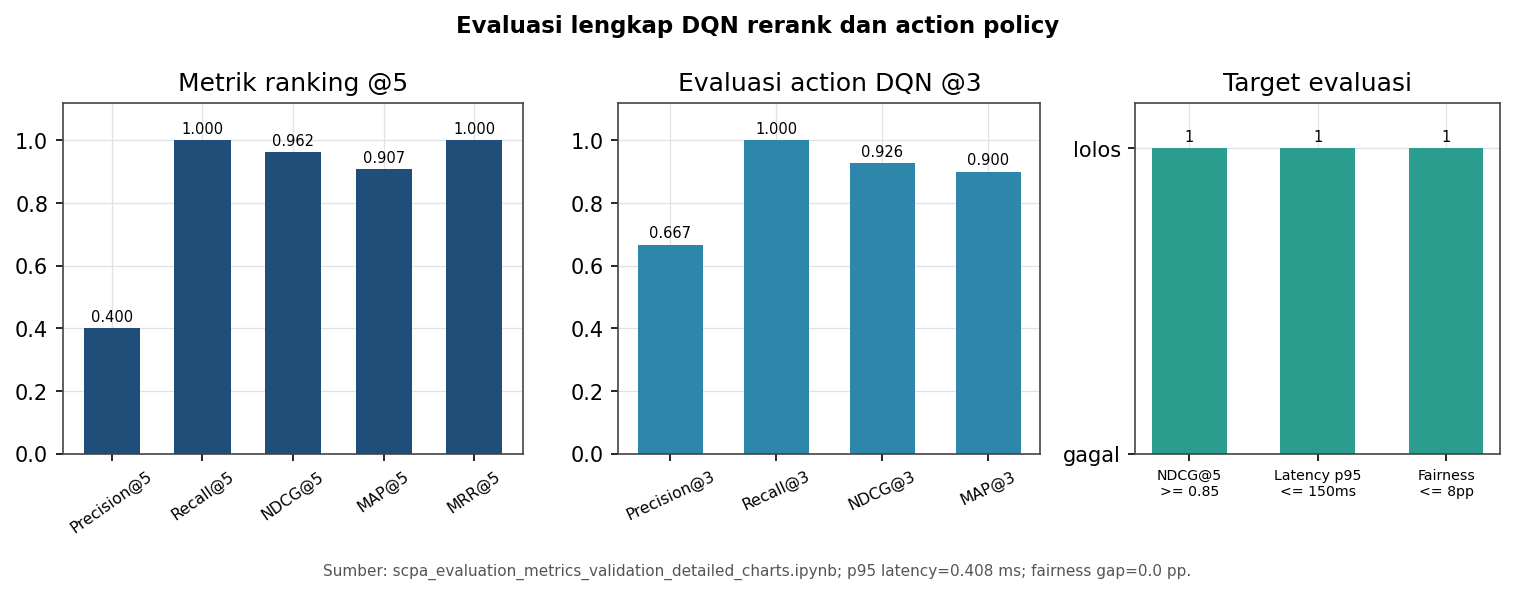 Evaluasi lengkap DQN rerank dan action policy
Metrik ranking @5
1.0
0.8
0.6
0.4
0.2
0.0
0.400
1.000
0.962
0.907
1.000
Precision@5
Recall@5
NDCG@5
MAP@5
MRR@5
Evaluasi action DQN @3
1.0
0.8
0.6
0.4
0.2
0.0
0.667
1.000
0.926
0.900
Precision@3
Recall@3
NDCG@3
MAP@3
Target evaluasi
lolos
gagal
1
1
1
NDCG@5
>= 0.85
Latency p95
<= 150ms
Fairness
<= 8pp
Sumber: scpa_evaluation_metrics_validation_detailed_charts.ipynb; p95 latency=0.408 ms; fairness gap=0.0 pp.